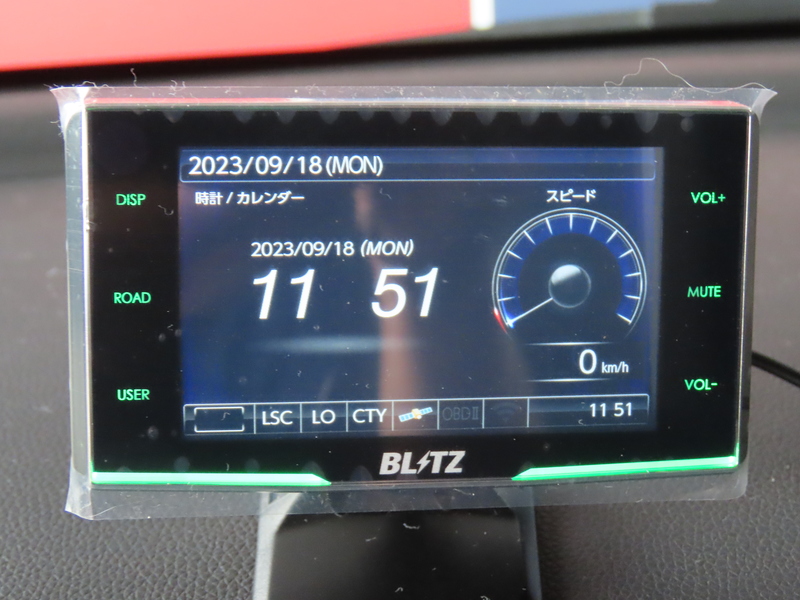 2023/09/18(MON)
DISP
時計/カレンダー
スピード
VOL+
2023/09/18 (MON)
11 51
ROAD
MUTE
0 km/h
USER
VOL-
LSC LO CTY OBDⅡ 11 51
BLITZ